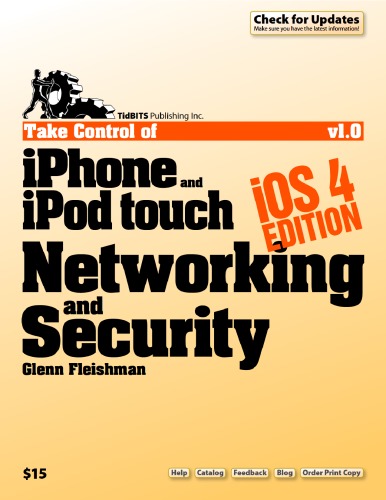 Check for Updates
Make sure you have the latest information!
TidBITS Publishing Inc.
Take Control of v1.0
iPhone and
iPod touch
iOS 4
EDITION
Networking
and
Security
Glenn Fleishman
$15
Help Catalog Feedback Blog Order Print Copy